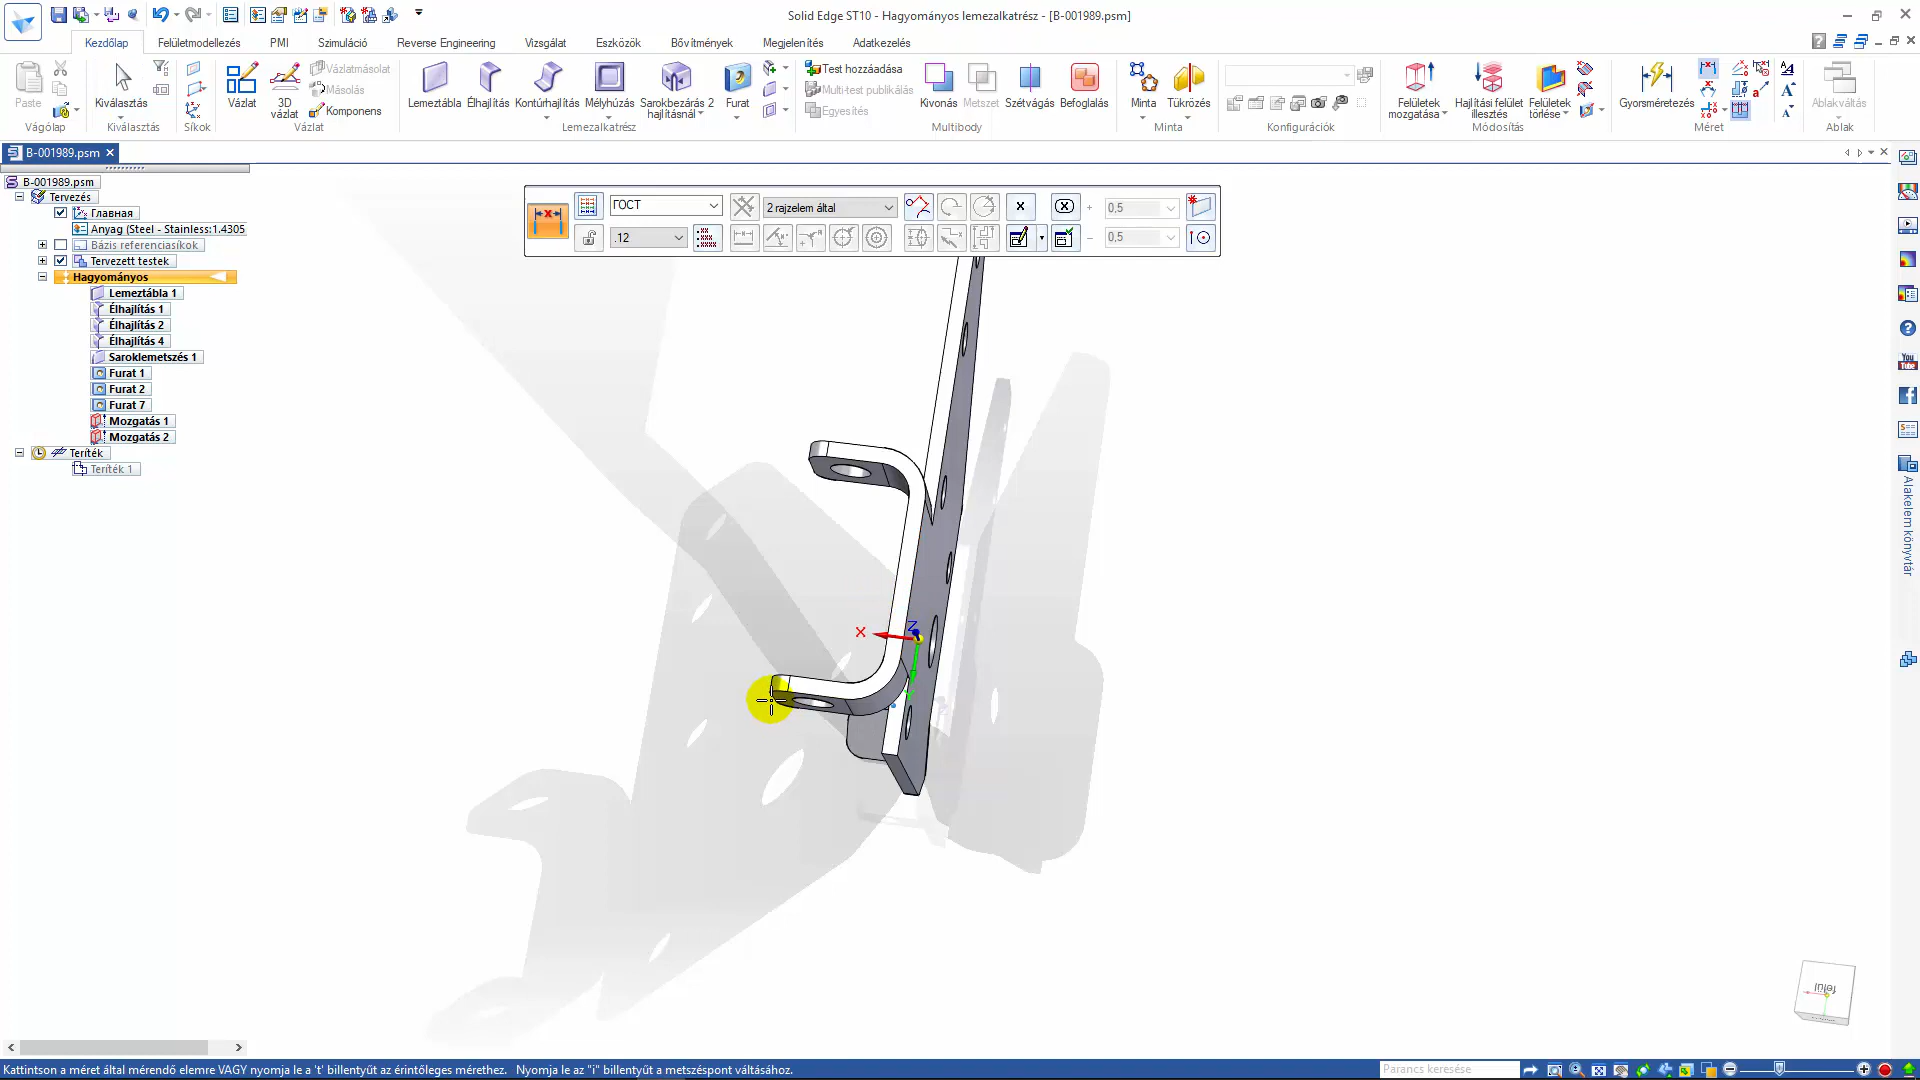 Solid Edge ST10 - Hagyományos lemezalkatrész - [B-001989.psm]
Kezdőlap Felületmodellezés PMI Szimuláció Reverse Engineering Vizsgálat Eszközök Bővítmények Megjelenítés Adatkezelés
Paste
Vágólap
Kiválasztás
Kiválasztás
Síkok
Vázlat
3D vázlat
Vázlatmásolat
Másolás
Komponens
Vázlat
Lemeztábla
Élhajlítás
Kontúrhajlítás
Mélyhúzás
Sarokbezárás 2 hajlításnál
Furat
Lemezalkatrész
Test hozzáadása
Multi-test publikálás
Egyesítés
Kivonás
Metszet
Szétvágás
Befoglalás
Multibody
Minta
Tükrözés
Minta
Konfigurációk
Felületek mozgatása
Hajlítási felület illesztés
Felületek törlése
Módosítás
Gyorsméretezés
Méret
Ablakváltás
Ablak
B-001989.psm
B-001989.psm
Tervezés
Главная
Anyag (Steel - Stainless:1.4305
Bázis referenciasíkok
Tervezett testek
Hagyományos
Lemeztábla 1
Élhajlítás 1
Élhajlítás 2
Élhajlítás 4
Saroklemetszés 1
Furat 1
Furat 2
Furat 7
Mozgatás 1
Mozgatás 2
Teríték
Teríték 1
ГОСТ
2 rajzelem által
0,5
.12
0,5
X
Z
Y
felül
You Tube
Alakelem könyvtár
Kattintson a méret által mérendő elemre VAGY nyomja le a 't' billentyűt az érintőleges mérethez. Nyomja le az "i" billentyűt a metszéspont váltásához.
Parancs keresése